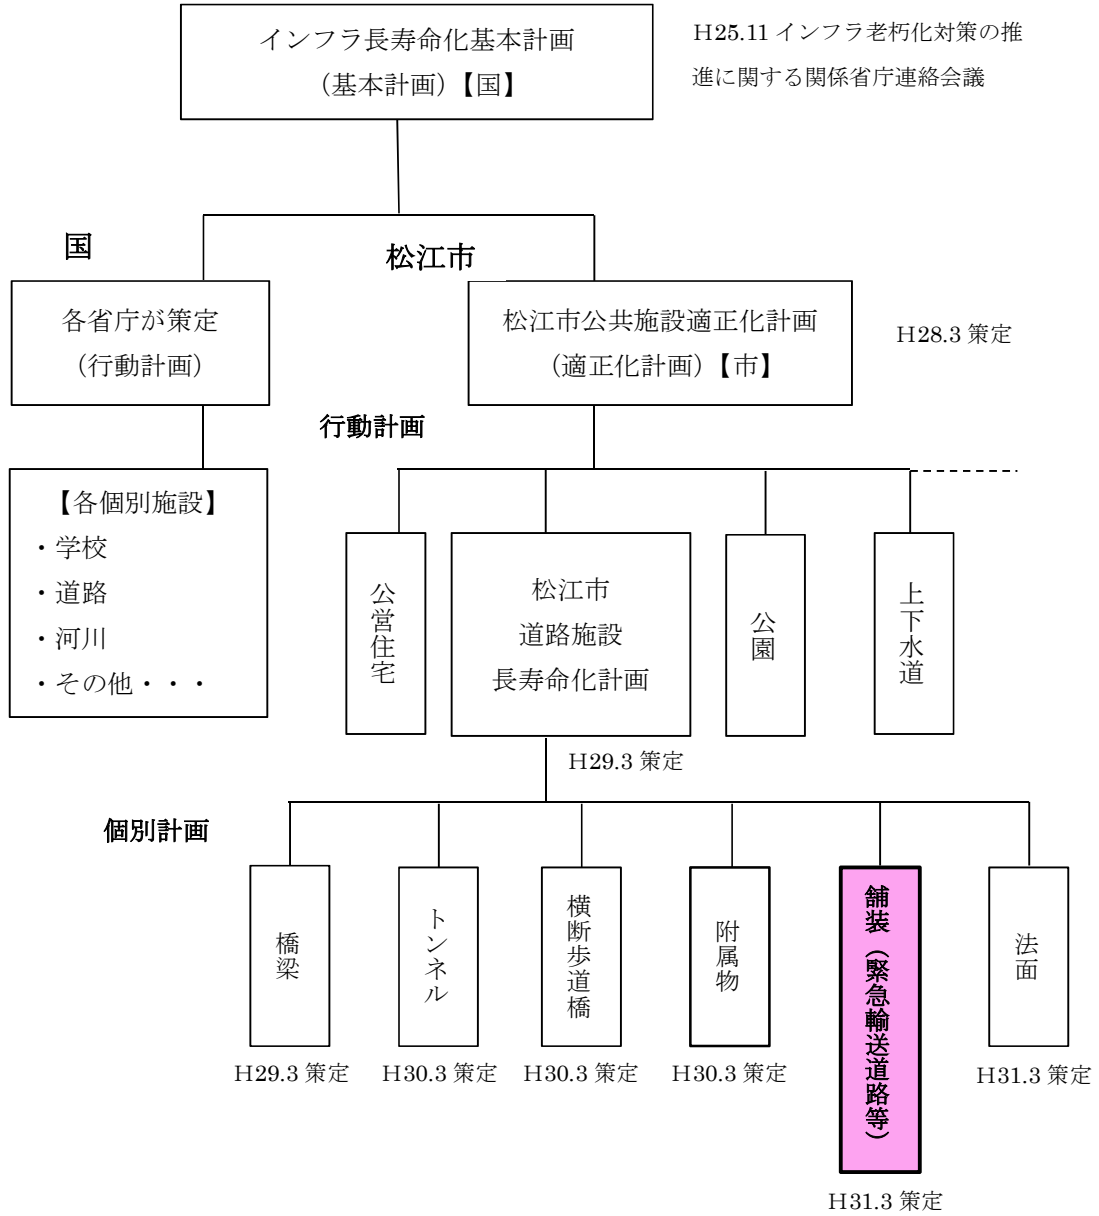 インフラ長寿命化基本計画
（基本計画）【国】
H25.11 インフラ老朽化対策の推
進に関する関係省庁連絡会議
国
松江市
各省庁が策定
（行動計画）
松江市公共施設適正化計画
（適正化計画）【市】
H28.3 策定
行動計画
【各個別施設】
・学校
・道路
・河川
・その他・・・
公営住宅
松江市
道路施設
長寿命化計画
公園
上下水道
H29.3 策定
個別計画
橋梁
トンネル
横断歩道橋
附属物
舗装（緊急輸送道路等）
法面
H29.3 策定
H30.3 策定
H30.3 策定
H30.3 策定
H31.3 策定
H31.3 策定